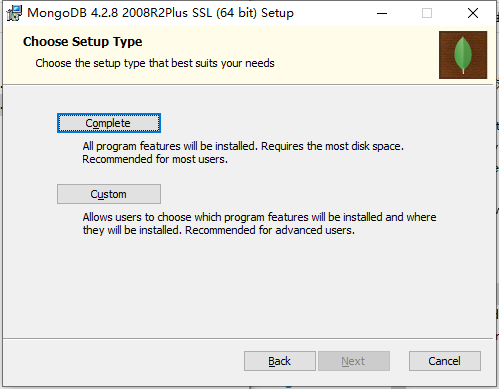 MongoDB 4.2.8 2008R2Plus SSL (64 bit) Setup
Choose Setup Type
Choose the setup type that best suits your needs
Complete
All program features will be installed. Requires the most disk space.
Recommended for most users.
Custom
Allows users to choose which program features will be installed and where
they will be installed. Recommended for advanced users.
Back Next Cancel